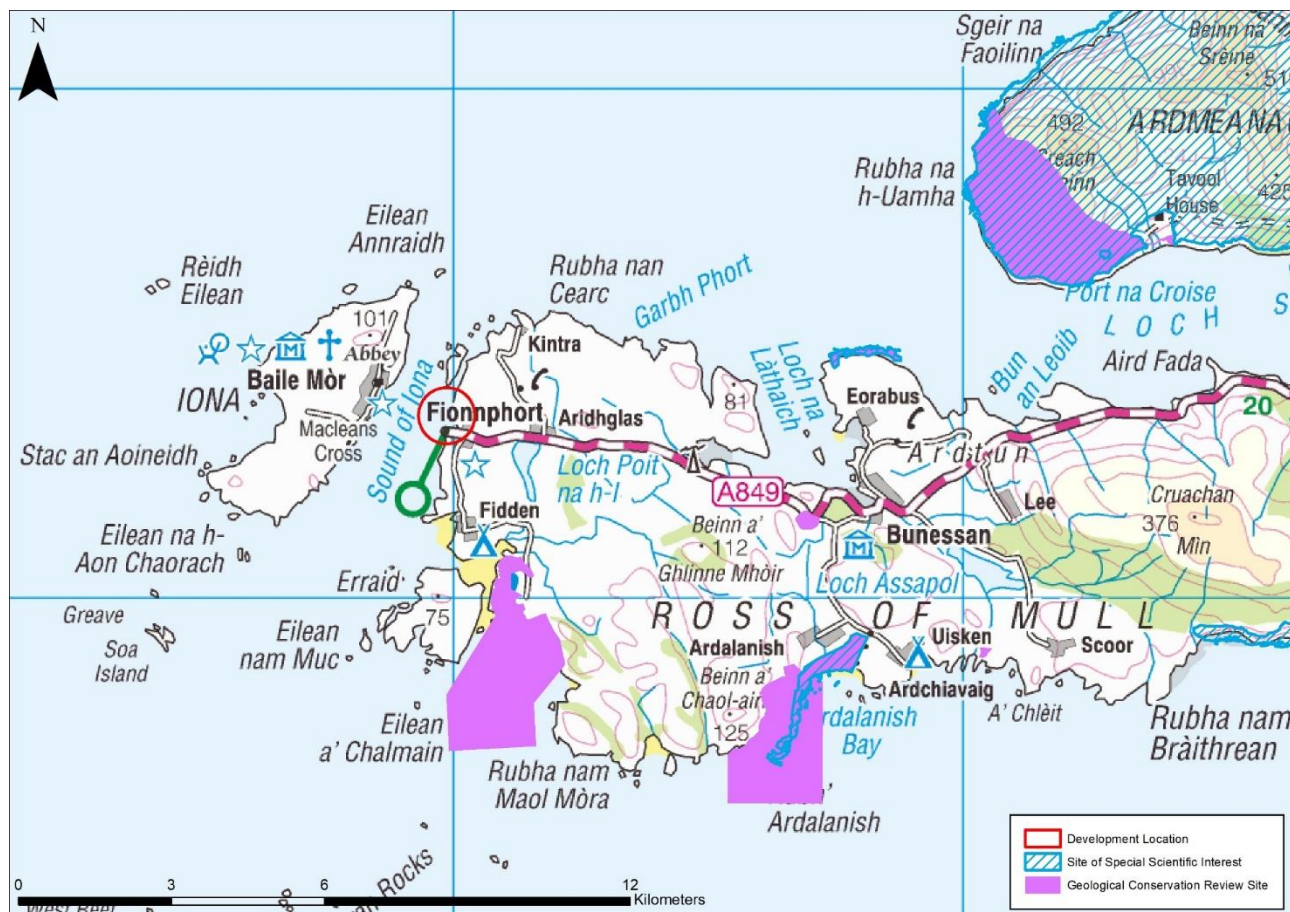 N
Sgeir na
Faoilinn
Beinn na
Srèine
ARDMEANA
492
Rubha na
h-Uamha
Tavool
House
425
Eilean
Annraidh
Rèidh
Eilean
Rubha nan
Cearc
Garbh Phort
Port na Croise
LOCH
S
101
Abbey
Kintra
Loch na
Làthaich
Bun
an Leoib
Aird Fada
Baile Mòr
IONA
Sound of Iona
Fionnphort
Aridhglas
81
Eorabus
20
Macleans
Cross
Stac an Aoineidh
Loch Poit
na h-I
A849
Ardtun
Lee
Cruachan
Mìn
376
Fidden
Beinn a'
112
Ghlinne Mhòir
Bunessan
Loch Assapol
Eilean na h-
Aon Chaorach
Erraid
75
Greave
Soa
Island
Eilean
nam Muc
ROSS OF MULL
Ardalanish
Uisken
Scoor
Beinn a'
Chaol-air
125
Ardchiavaig
A' Chlèit
Eilean
a' Chalmain
Ardalanish
Bay
Rubha nam
Bràithrean
Rubha nam
Maol Mòra
Ardalanish
Rocks
0 3 6 12
Kilometers
Development Location
Site of Special Scientific Interest
Geological Conservation Review Site